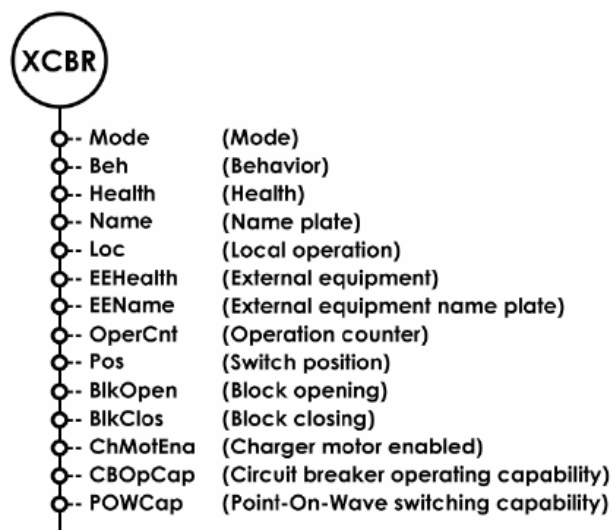 XCBR
Mode (Mode)
Beh (Behavior)
Health (Health)
Name (Name plate)
Loc (Local operation)
EEHealth (External equipment)
EEName (External equipment name plate)
OperCnt (Operation counter)
Pos (Switch position)
BlkOpen (Block opening)
BlkClos (Block closing)
ChMotEna (Charger motor enabled)
CBOpCap (Circuit breaker operating capability)
POWCap (Point-On-Wave switching capability)